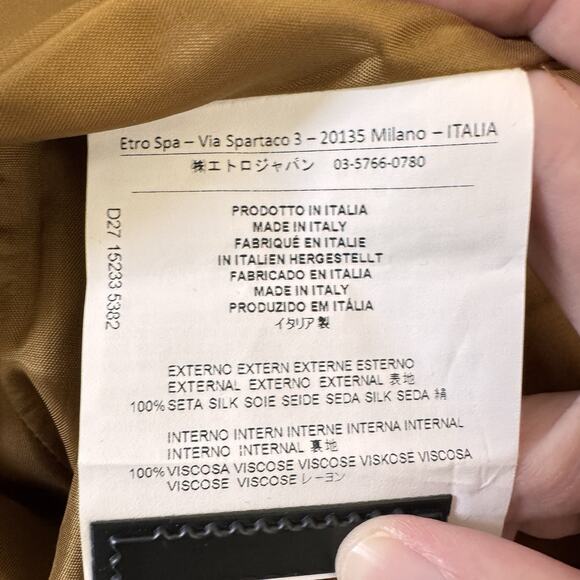 Etro Spa – Via Spartaco 3 – 20135 Milano – ITALIA
㈱エトロジャパン 03-5766-0780
D27 15233 5382
PRODOTTO IN ITALIA
MADE IN ITALY
FABRIQUÉ EN ITALIE
IN ITALIEN HERGESTELLT
FABRICADO EN ITALIA
MADE IN ITALY
PRODUZIDO EM ITÁLIA
イタリア製
EXTERNO EXTERN EXTERNE ESTERNO
EXTERNAL EXTERNO EXTERNAL 表地
100% SETA SILK SOIE SEIDE SEDA SILK SEDA 絹
INTERNO INTERN INTERNE INTERNA INTERNAL
INTERNO INTERNAL 裏地
100% VISCOSA VISCOSE VISCOSE VISKOSE VISCOSA
VISCOSE VISCOSE レーヨン